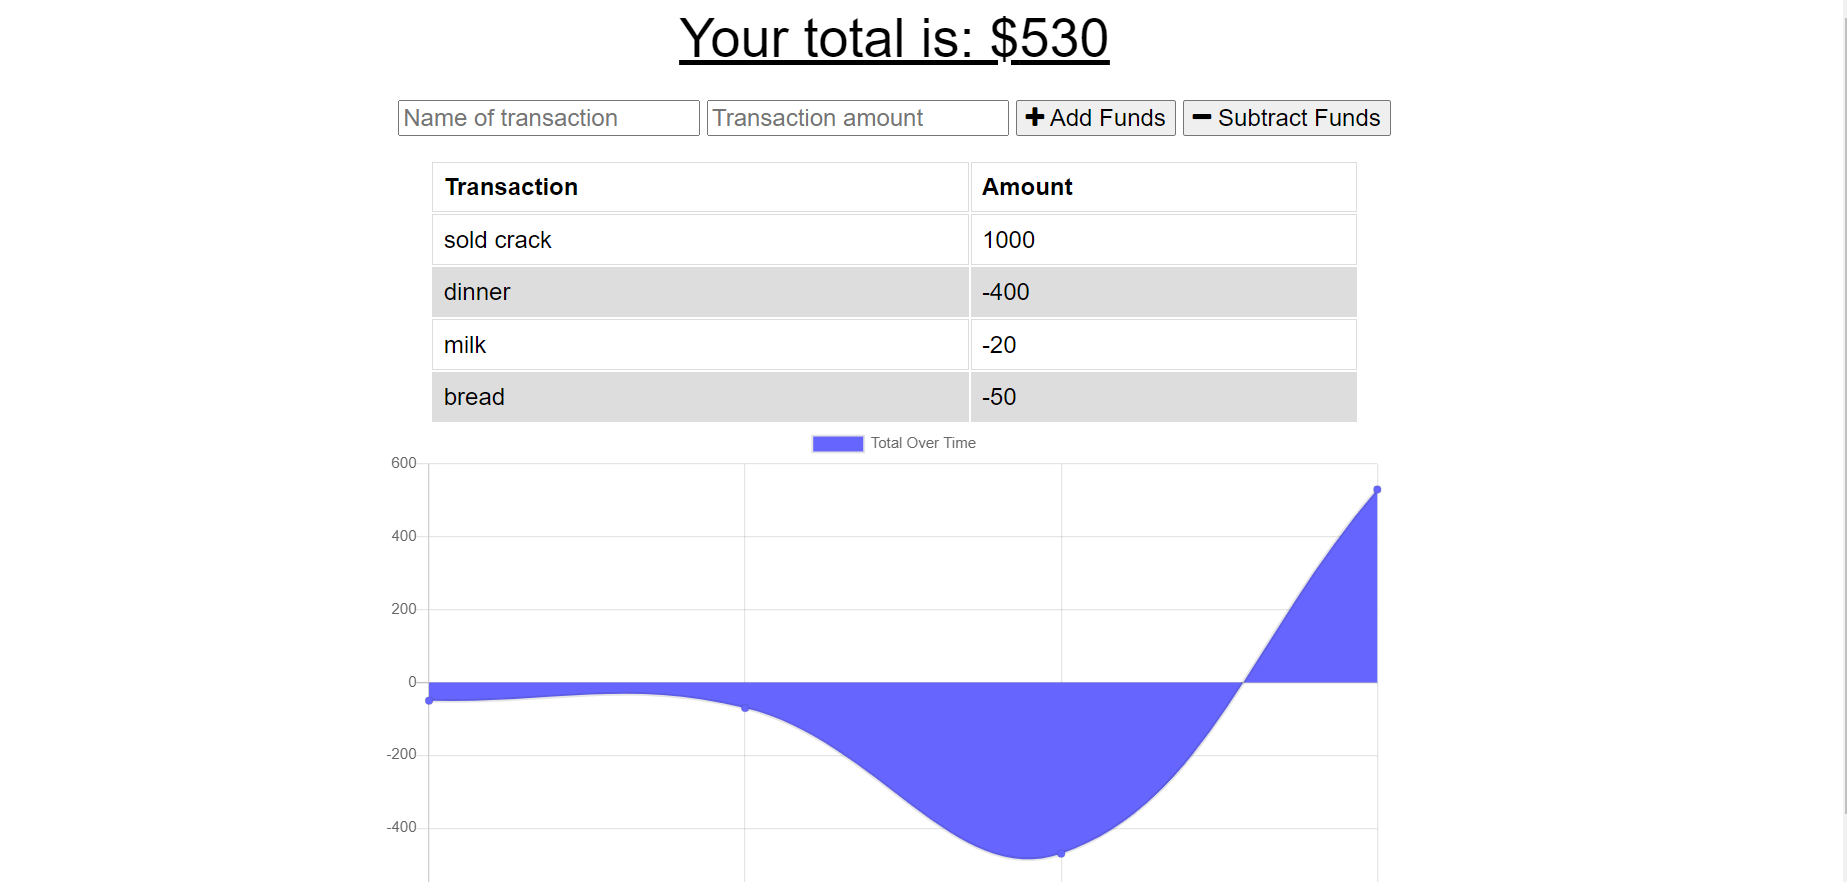 Your total is: $530
Name of transaction Transaction amount Add Funds Subtract Funds
Transaction Amount
sold crack 1000
dinner -400
milk -20
bread -50
Total Over Time
600
400
200
0
-200
-400